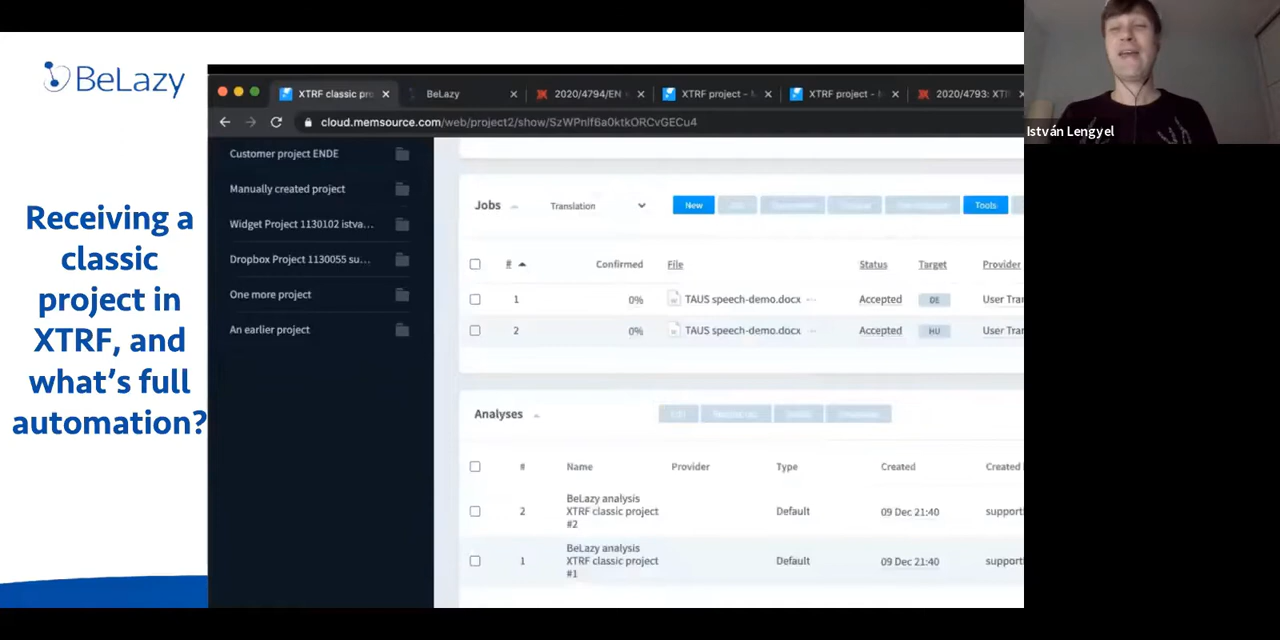 BeLazy
Receiving a
classic
project in
XTRF, and
what's full
automation?
XTRF classic pro
BeLazy
2020/4794/EN
XTRF project -
XTRF project -
2020/4793: XT
cloud.memsource.com/web/project2/show/SzWPnlf6a0ktkORCvGECu4
Customer project ENDE
Manually created project
Widget Project 1130102 istva...
Dropbox Project 1130055 su...
One more project
An earlier project
Jobs
Translation
New
Tools
# Confirmed File Status Target Provider
1 0% TAUS speech-demo.docx ... Accepted DE User Tran
2 0% TAUS speech-demo.docx ... Accepted HU User Tran
Analyses
Edit
# Name Provider Type Created Created
BeLazy analysis
2 XTRF classic project Default 09 Dec 21:40 support
#2
BeLazy analysis
1 XTRF classic project Default 09 Dec 21:40 support
#1
István Lengyel